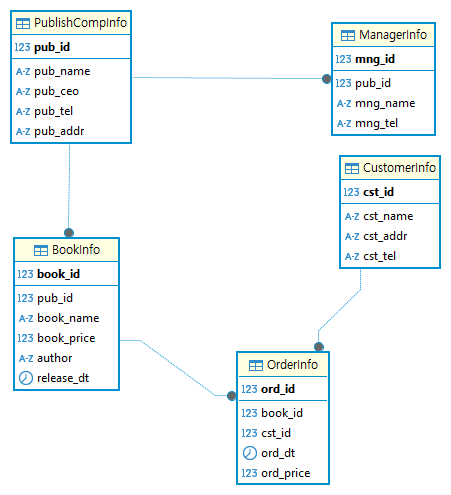 PublishCompInfo
123 pub_id
A-Z pub_name
A-Z pub_ceo
A-Z pub_tel
A-Z pub_addr
ManagerInfo
123 mng_id
123 pub_id
A-Z mng_name
A-Z mng_tel
CustomerInfo
123 cst_id
A-Z cst_name
A-Z cst_addr
A-Z cst_tel
BookInfo
123 book_id
123 pub_id
A-Z book_name
123 book_price
A-Z author
release_dt
OrderInfo
123 ord_id
123 book_id
123 cst_id
ord_dt
123 ord_price